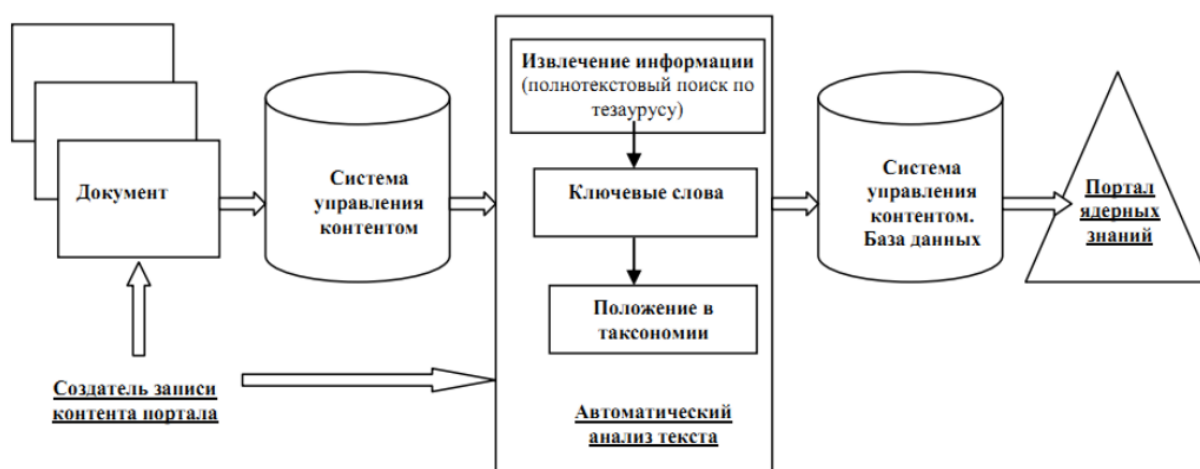 Документ
Система
управления
контентом
Извлечение информации
(полнотекстовый поиск по
тезаурусу)
Ключевые слова
Положение в
таксономии
Автоматический
анализ текста
Система
управления
контентом.
База данных
Портал
ядерных
знаний
Создатель записи
контента портала